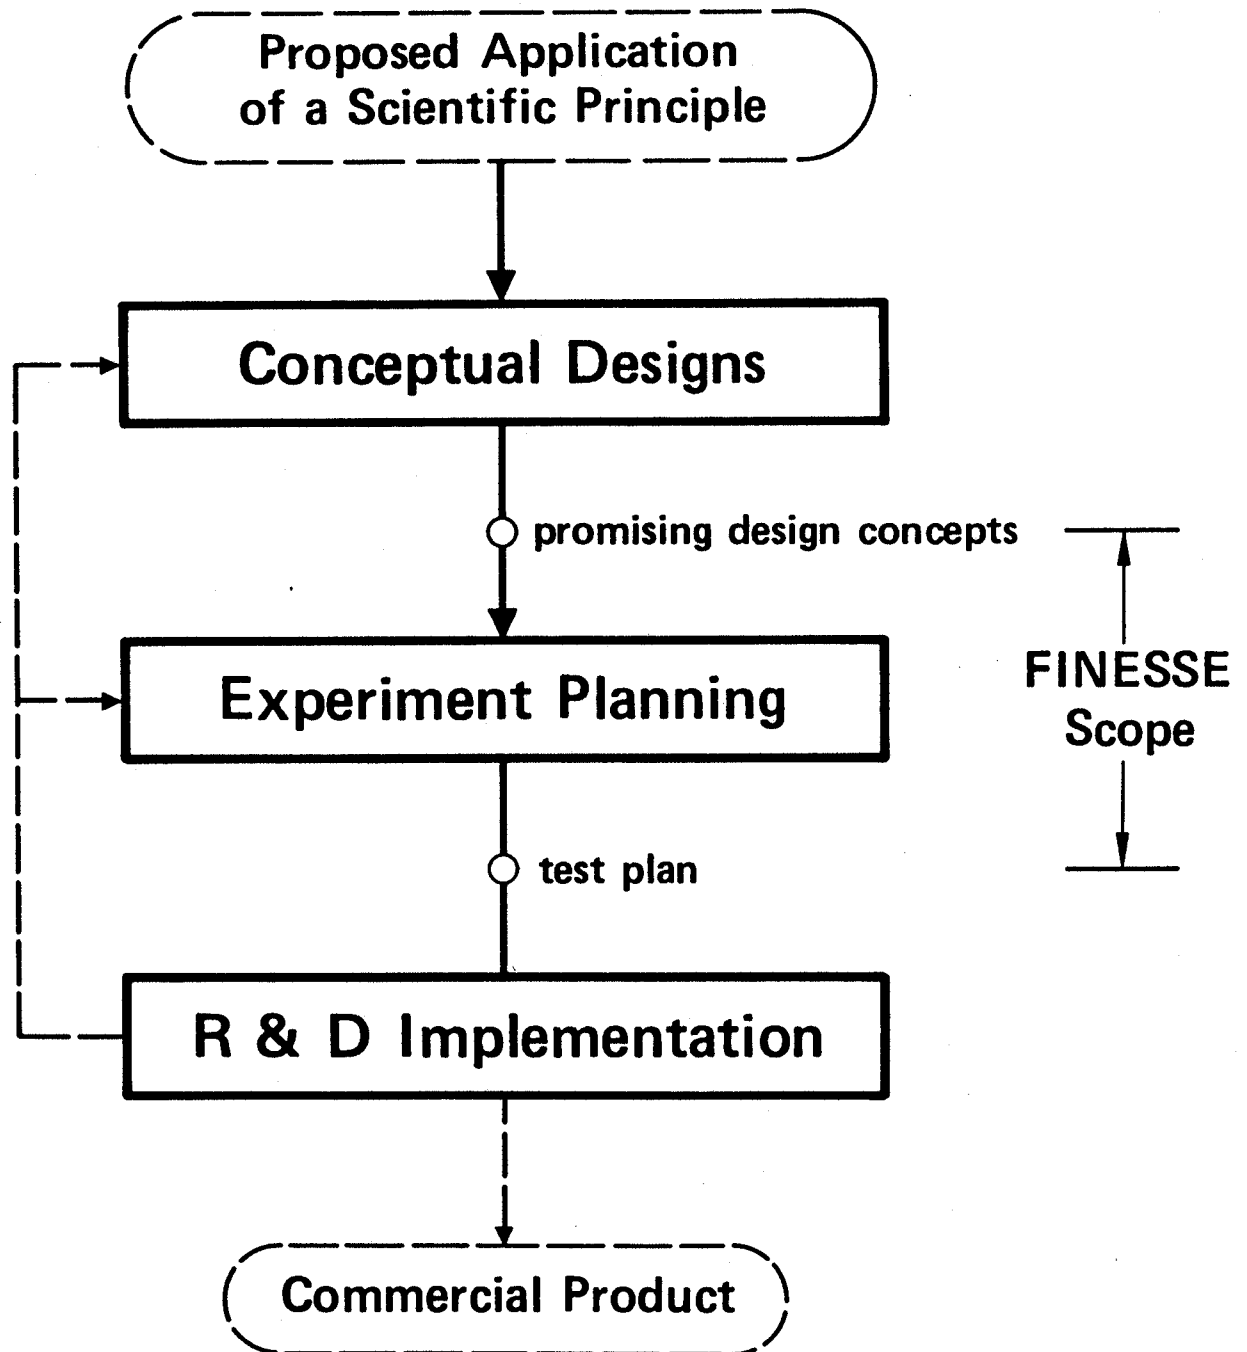 Proposed Application
of a Scientific Principle
Conceptual Designs
promising design concepts
Experiment Planning
FINESSE
Scope
test plan
R & D Implementation
Commercial Product